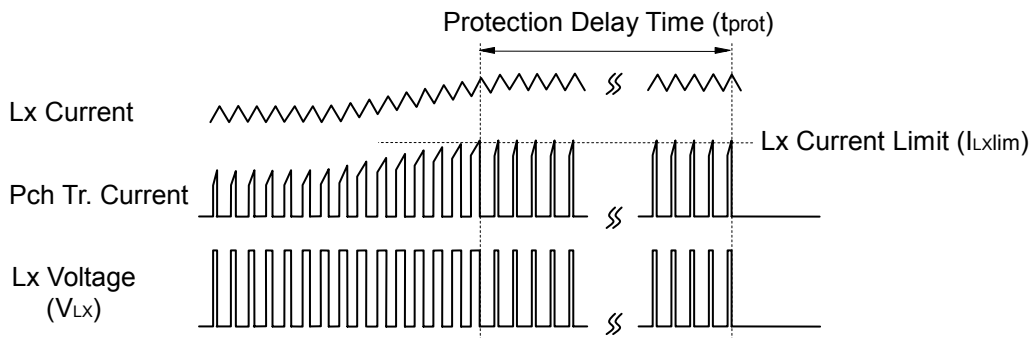 Protection Delay Time (tprot)
Lx Current
Lx Current Limit (ILxlim)
Pch Tr. Current
Lx Voltage
(VLX)